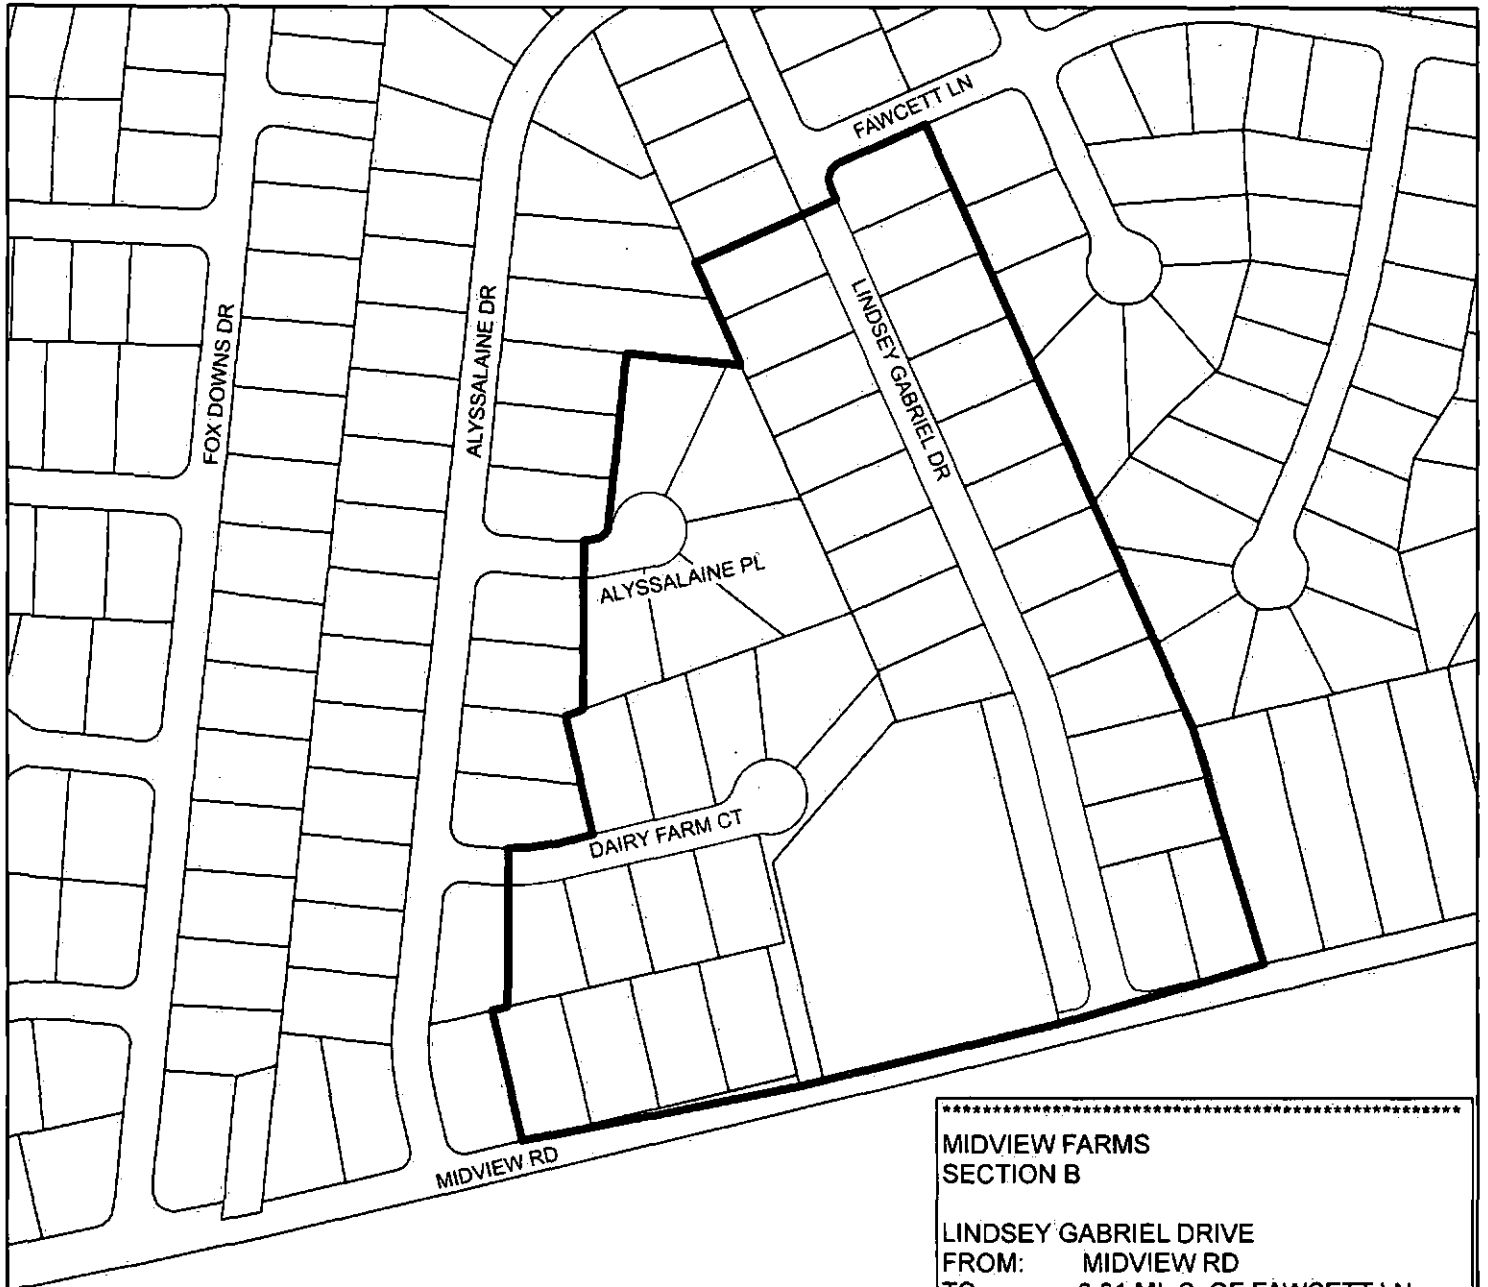 FAWCETT LN
LINDSEY GABRIEL DR
FOX DOWNS DR
ALYSSALAINE DR
ALYSSALAINE PL
DAIRY FARM CT
MIDVIEW RD
****************************************************
MIDVIEW FARMS
SECTION B
LINDSEY GABRIEL DRIVE
FROM: MIDVIEW RD